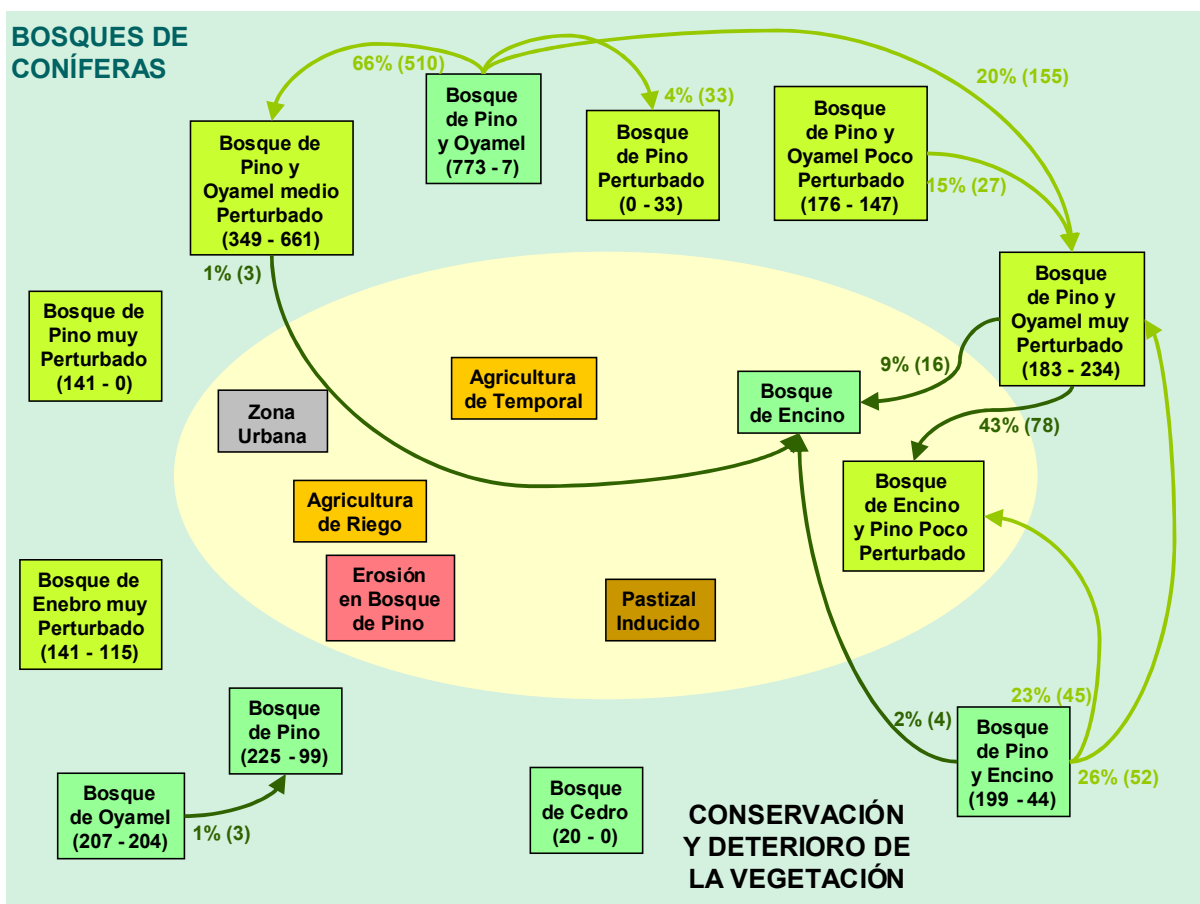 BOSQUES DE
CONÍFERAS
66% (510)
Bosque
de Pino
y Oyamel
(773 - 7)
4% (33)
20% (155)
Bosque de
Pino y
Oyamel medio
Perturbado
(349 - 661)
Bosque
de Pino
Perturbado
(0 - 33)
Bosque
de Pino y
Oyamel Poco
Perturbado
(176 - 147)
15% (27)
1% (3)
Bosque
de Pino y
Oyamel muy
Perturbado
(183 - 234)
Bosque de
Pino muy
Perturbado
(141 - 0)
9% (16)
Agricultura
de Temporal
Bosque
de Encino
Zona
Urbana
43% (78)
Agricultura
de Riego
Bosque
de Encino
y Pino Poco
Perturbado
Erosión
en Bosque
de Pino
Pastizal
Inducido
Bosque de
Enebro muy
Perturbado
(141 - 115)
Bosque
de Pino
(225 - 99)
23% (45)
2% (4)
Bosque
de Pino
y Encino
(199 - 44)
26% (52)
Bosque
de Oyamel
(207 - 204)
1% (3)
Bosque
de Cedro
(20 - 0)
CONSERVACIÓN
Y DETERIORO DE
LA VEGETACIÓN